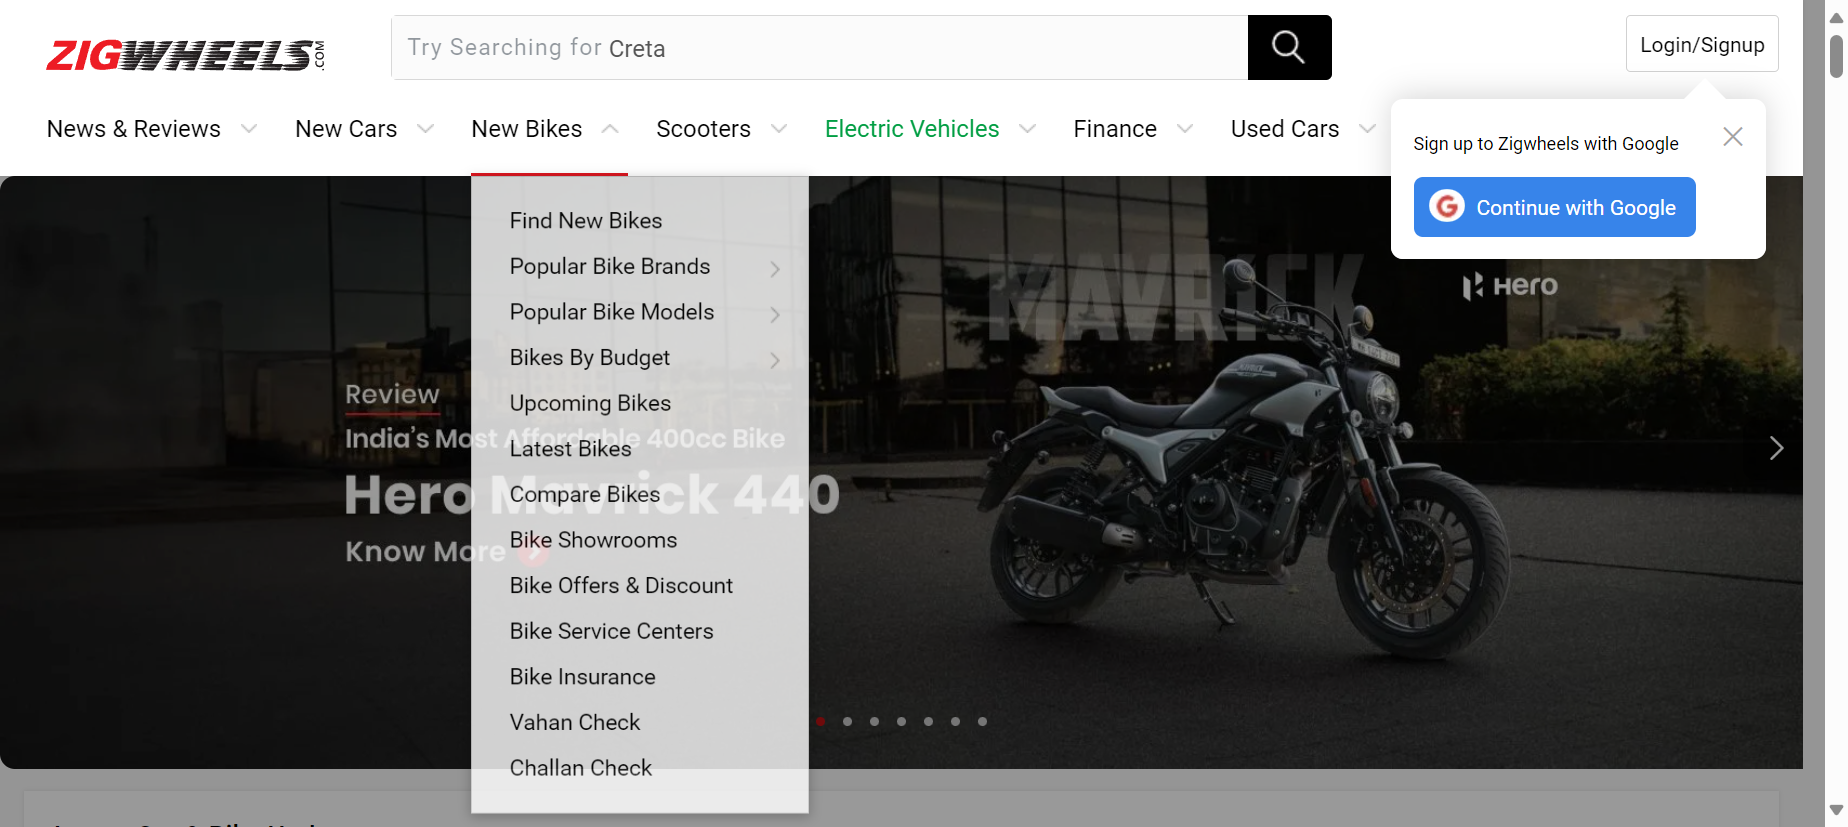 ZIGWHEELS.COM
Try Searching for Creta
Login/Signup
News & Reviews
New Cars
New Bikes
Scooters
Electric Vehicles
Finance
Used Cars
Sign up to Zigwheels with Google
Continue with Google
Find New Bikes
Popular Bike Brands
Popular Bike Models
Bikes By Budget
Upcoming Bikes
Latest Bikes
Compare Bikes
Bike Showrooms
Bike Offers & Discount
Bike Service Centers
Bike Insurance
Vahan Check
Challan Check
Review
India's Most Affordable 400cc Bike
Hero Mavrick 440
Know More
MAVRICK
Hero